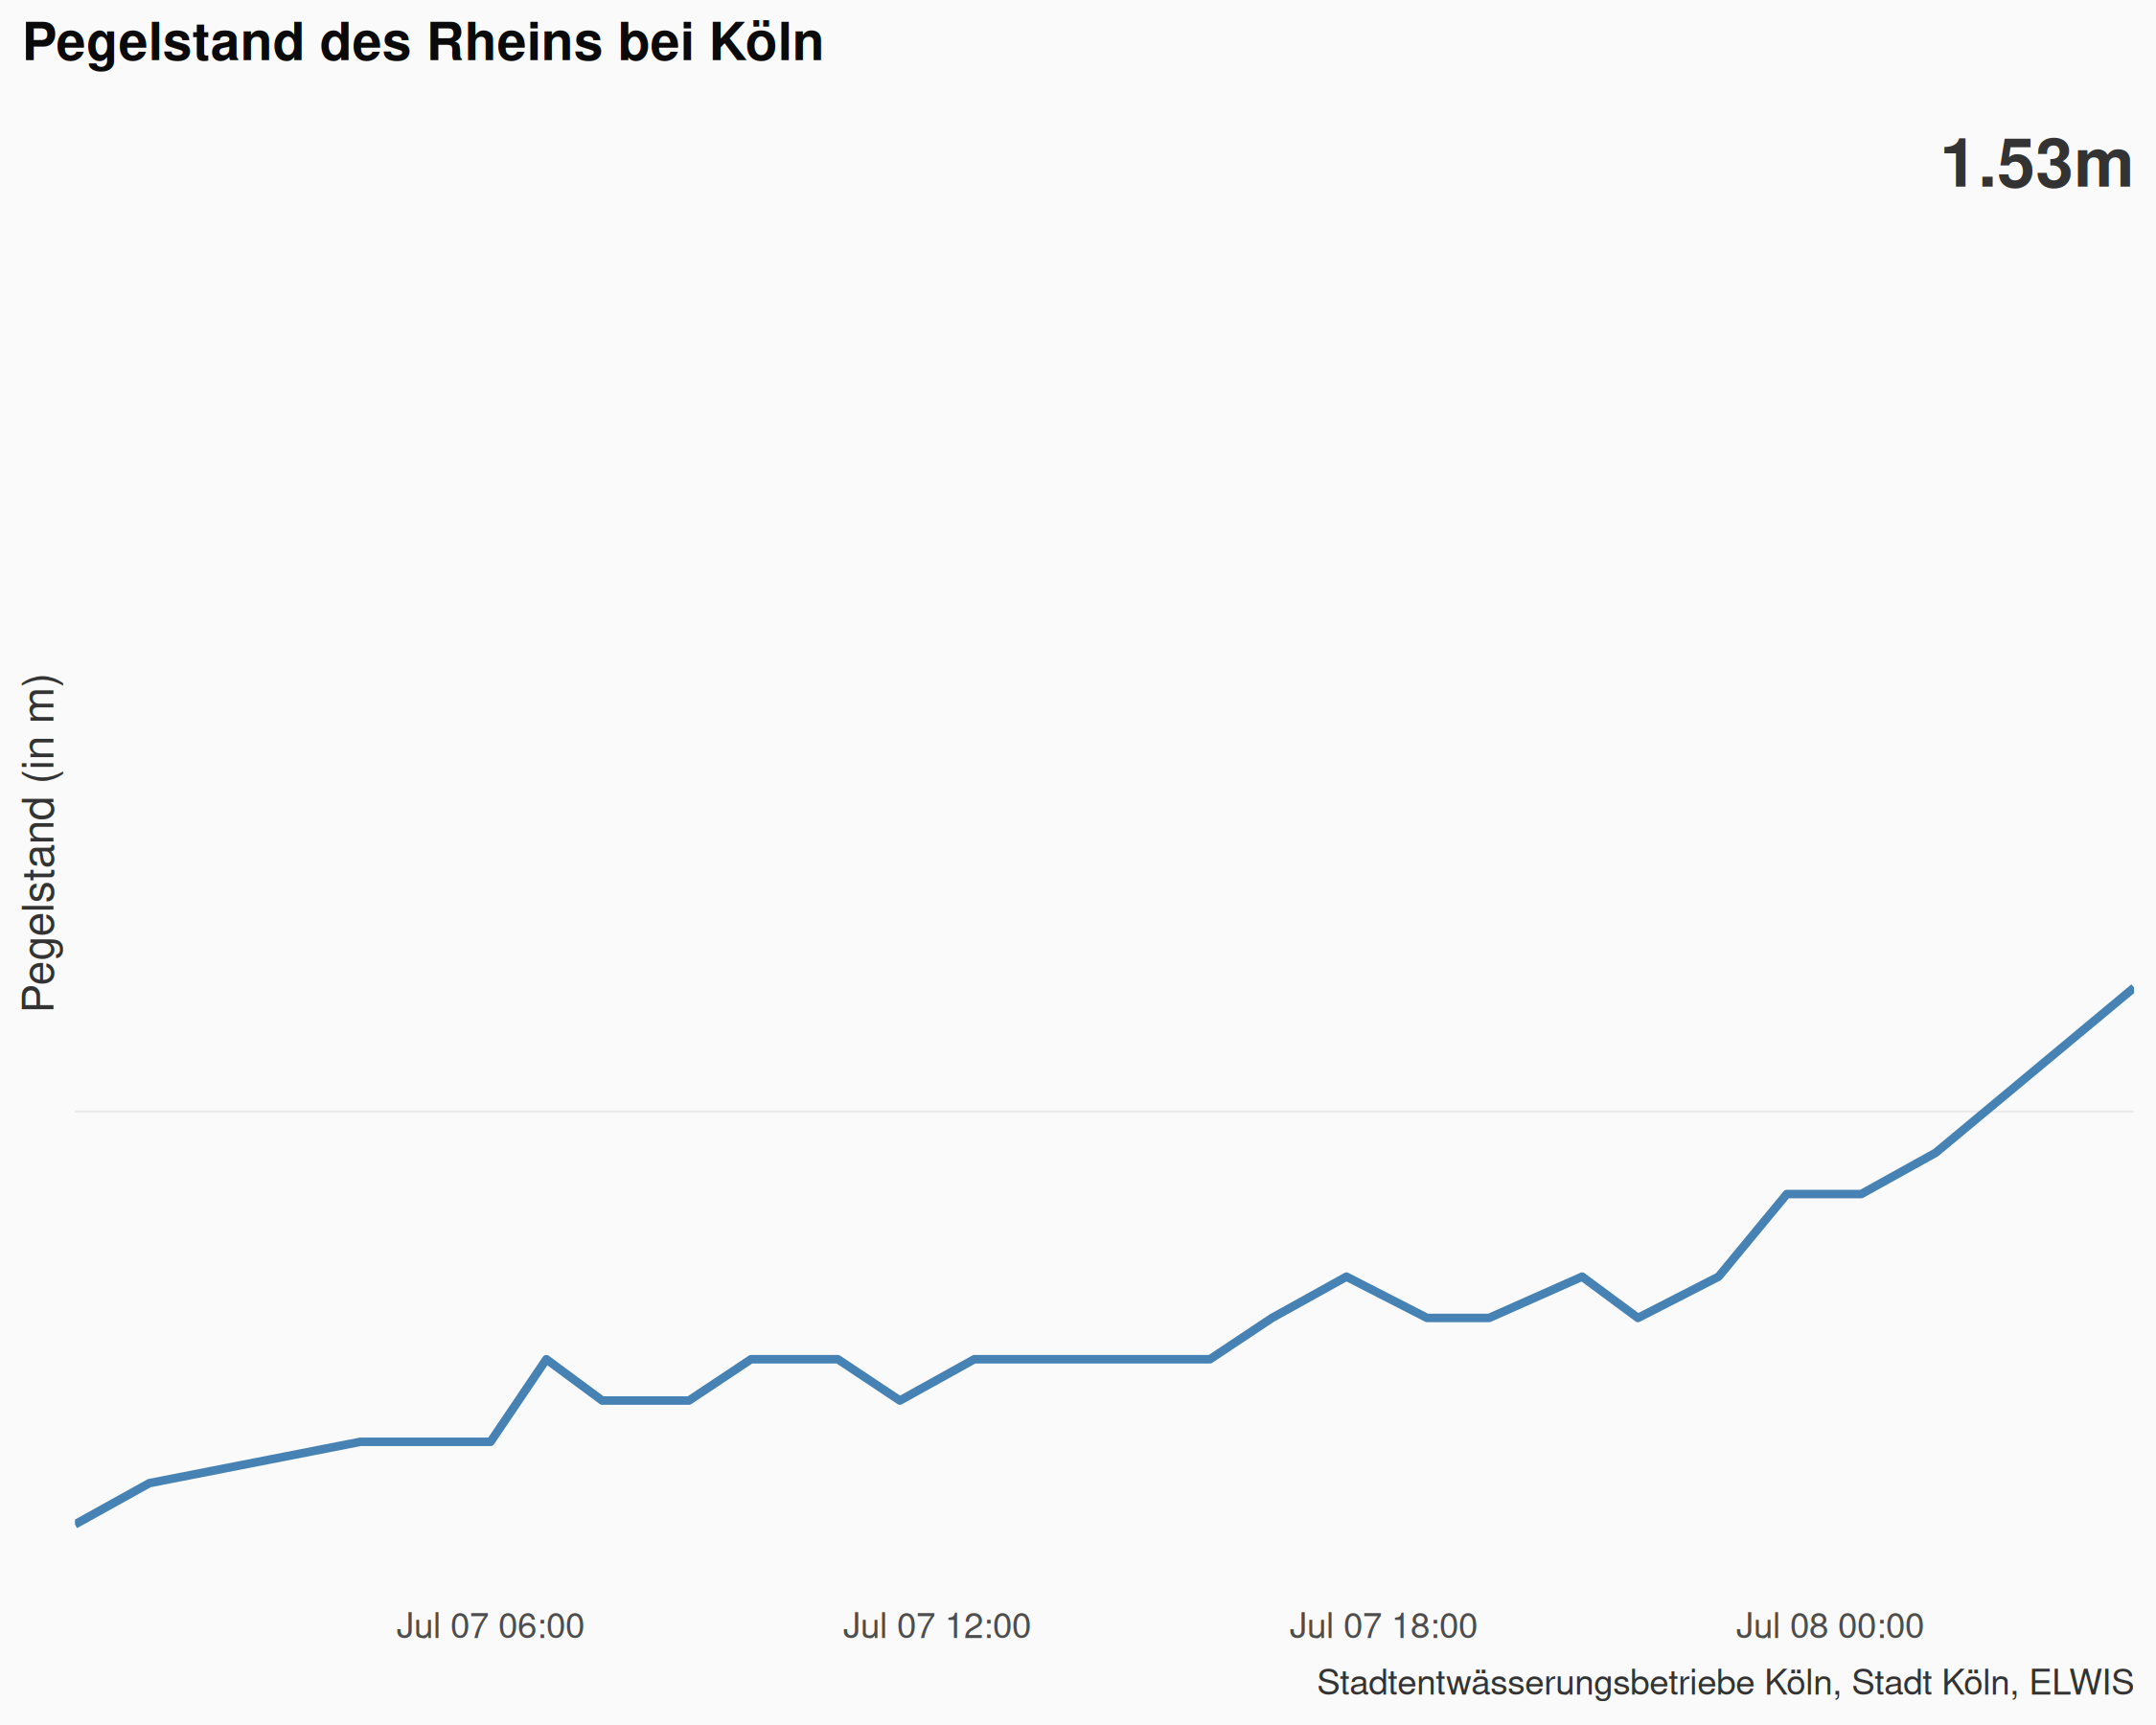 Pegelstand des Rheins bei Köln
1.53m
Pegelstand (in m)
Jul 07 06:00
Jul 07 12:00
Jul 07 18:00
Jul 08 00:00
Stadtentwässerungsbetriebe Köln, Stadt Köln, ELWIS